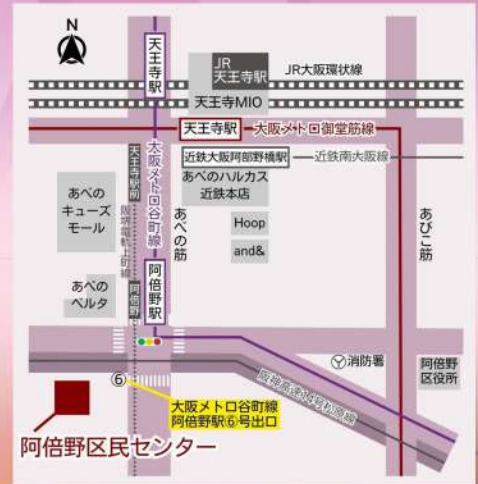 N
天王寺駅
JR
天王寺駅
JR大阪環状線
天王寺MIO
天王寺駅
大阪メトロ御堂筋線
大阪メトロ谷町線
天王寺駅前
近鉄大阪阿部野橋駅
近鉄南大阪線
あべのハルカス
近鉄本店
あべの
キューズ
モール
阪堺電軌上町線
あべの筋
Hoop
and&
あびこ筋
あべの
ベルタ
阿倍野
阿倍野駅
消防署
阿倍野
区役所
阪神高速14号松原線
⑥
大阪メトロ谷町線
阿倍野駅⑥号出口
阿倍野区民センター